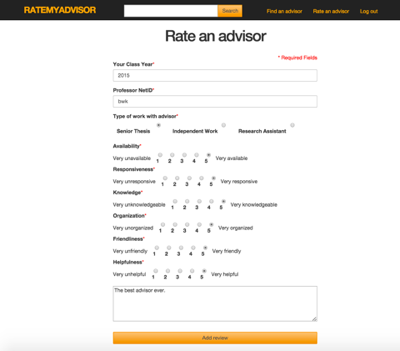 RATEMYADVISOR Search Find an advisor Rate an advisor Log out
Rate an advisor
* Required Fields
Your Class Year*
2015
Professor NetID*
bwk
Type of work with advisor*
Senior Thesis Independent Work Research Assistant
Availability*
Very unavailable 1 2 3 4 5 Very available
Responsiveness*
Very unresponsive 1 2 3 4 5 Very responsive
Knowledge*
Very unknowledgeable 1 2 3 4 5 Very knowledgeable
Organization*
Very unorganized 1 2 3 4 5 Very organized
Friendliness*
Very unfriendly 1 2 3 4 5 Very friendly
Helpfulness*
Very unhelpful 1 2 3 4 5 Very helpful
The best advisor ever.
Add review